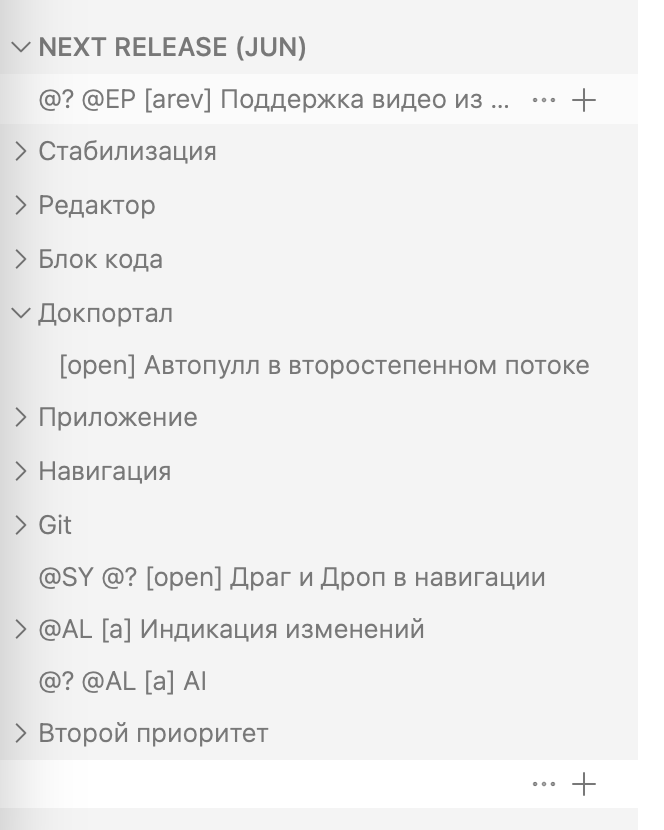 NEXT RELEASE (JUN)
@? @EP [arev] Поддержка видео из ...
Стабилизация
Редактор
Блок кода
Докпортал
[open] Автопулл в второстепенном потоке
Приложение
Навигация
Git
@SY @? [open] Драг и Дроп в навигации
@AL [a] Индикация изменений
@? @AL [a] AI
Второй приоритет